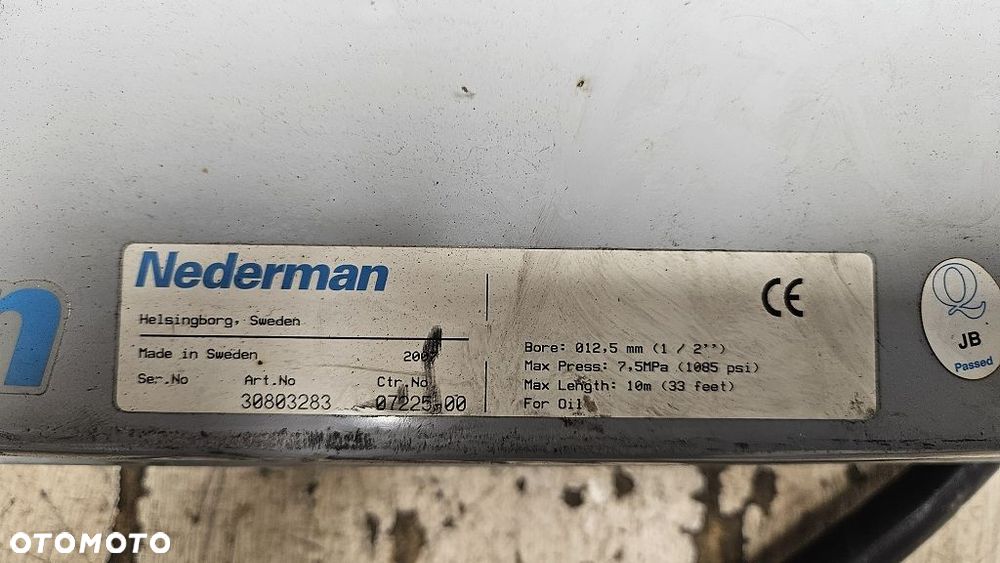 Nederman
Helsingborg, Sweden
Made in Sweden
Ser.No Art.No Ctr.No
30803283 07225.00
Bore: Ø12,5 mm (1 / 2’’)
Max Press: 7,5MPa (1085 psi)
Max Length: 10m (33 feet)
For Oil
CE
Q
JB
Passed
n
OTOMOTO